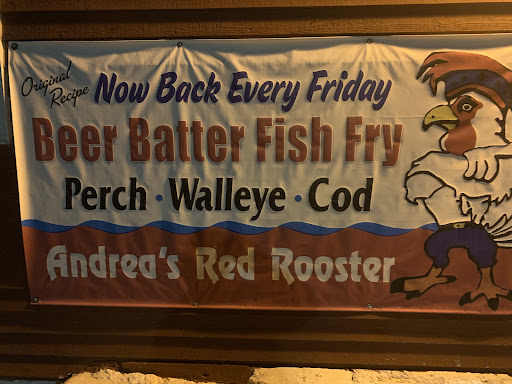 Original
Recipe
Now Back Every Friday
Beer Batter Fish Fry
Perch · Walleye · Cod
Andrea's Red Rooster